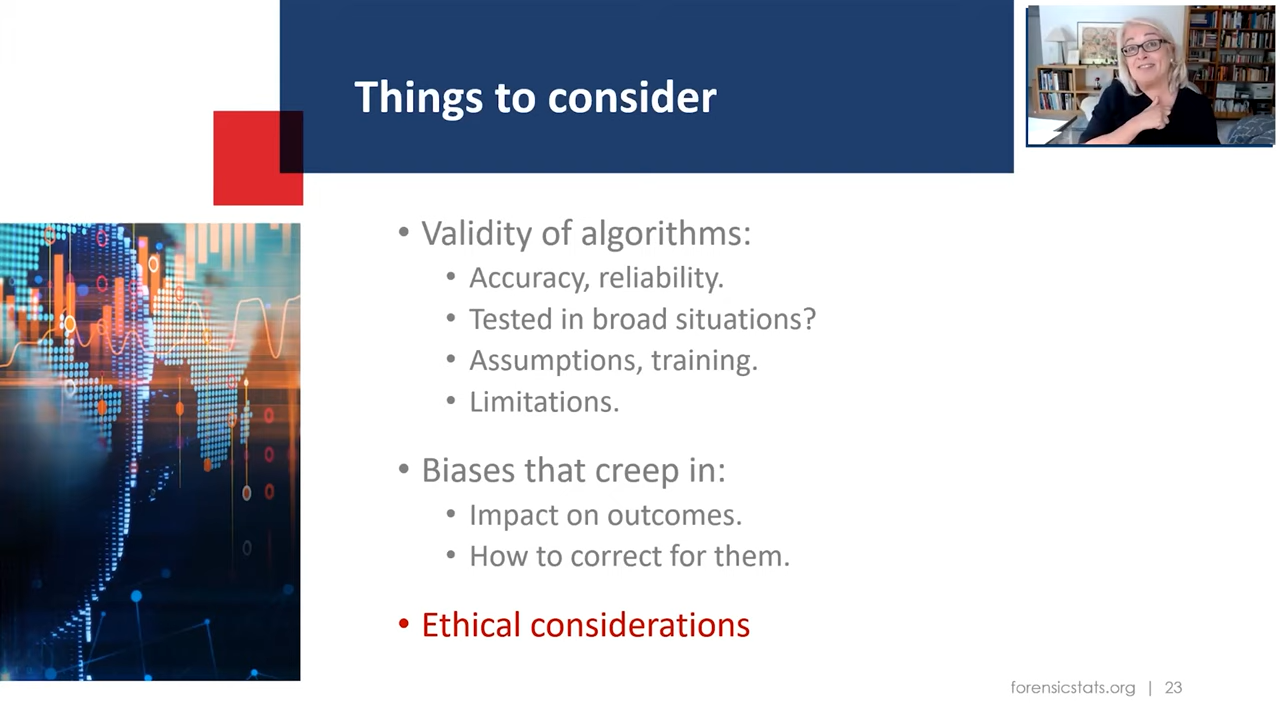 Things to consider
• Validity of algorithms:
• Accuracy, reliability.
• Tested in broad situations?
• Assumptions, training.
• Limitations.
• Biases that creep in:
• Impact on outcomes.
• How to correct for them.
• Ethical considerations
forensicstats.org | 23